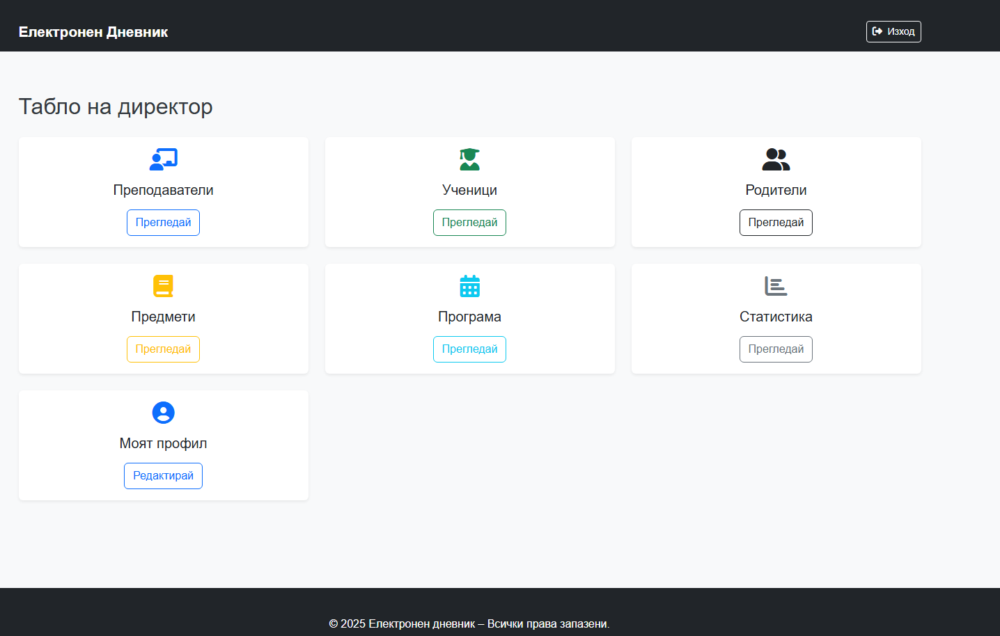 Електронен Дневник
Изход
Табло на директор
Преподаватели
Прегледай
Ученици
Прегледай
Родители
Прегледай
Предмети
Прегледай
Програма
Прегледай
Статистика
Прегледай
Моят профил
Редактирай
© 2025 Електронен дневник – Всички права запазени.